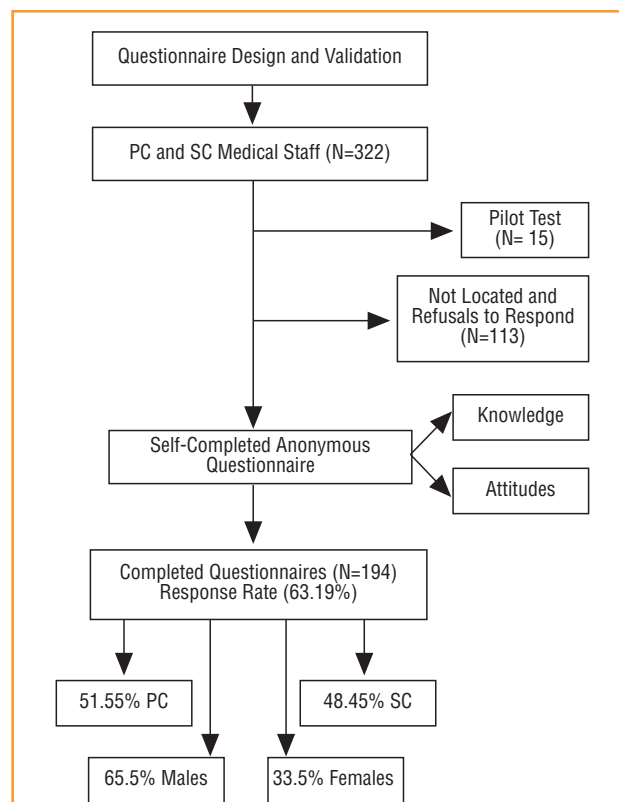 Questionnaire Design and Validation
PC and SC Medical Staff (N=322)
Pilot Test
(N= 15)
Not Located and
Refusals to Respond
(N=113)
Self-Completed Anonymous
Questionnaire
Knowledge
Attitudes
Completed Questionnaires (N=194)
Response Rate (63.19%)
51.55% PC
48.45% SC
65.5% Males
33.5% Females